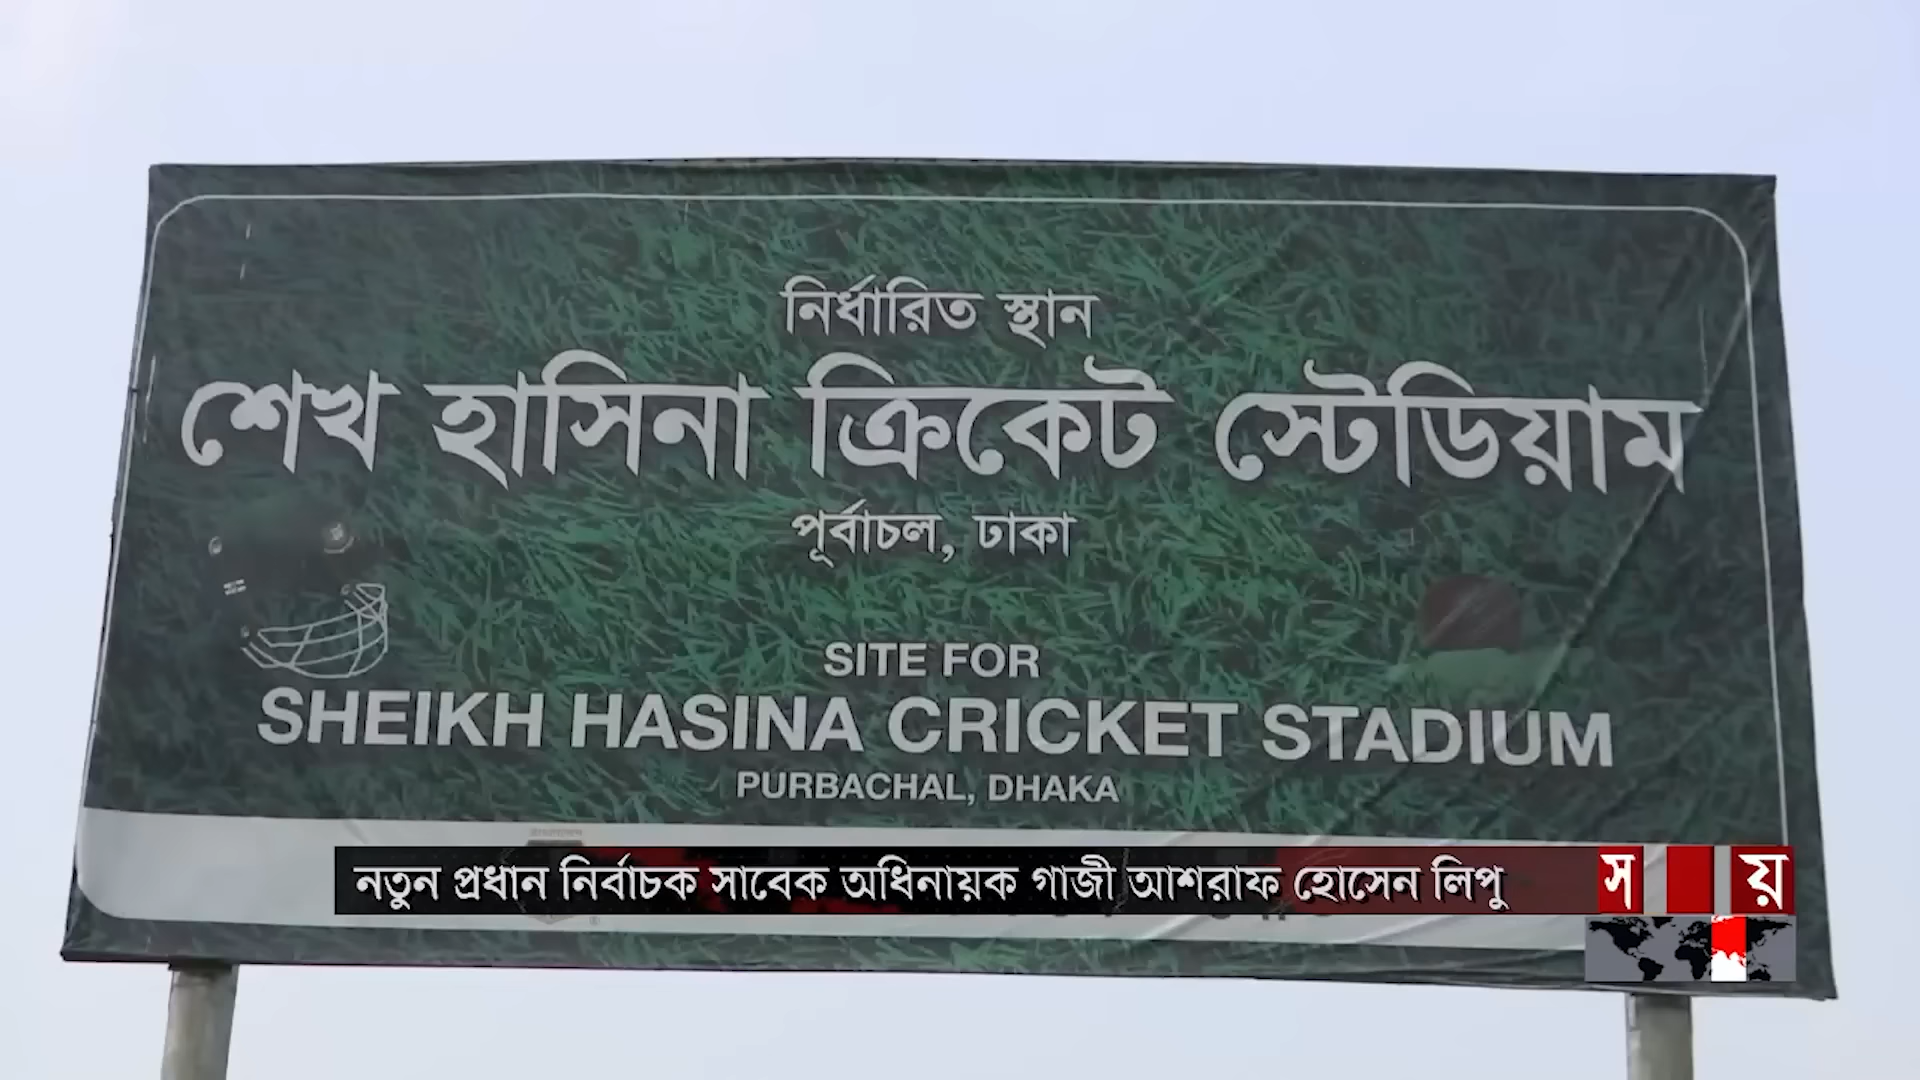 নির্ধারিত স্থান
শেখ হাসিনা ক্রিকেট স্টেডিয়াম
পূর্বাচল, ঢাকা
SITE FOR
SHEIKH HASINA CRICKET STADIUM
PURBACHAL, DHAKA
নতুন প্রধান নির্বাচক সাবেক অধিনায়ক গাজী আশরাফ হোসেন লিপু
স য়